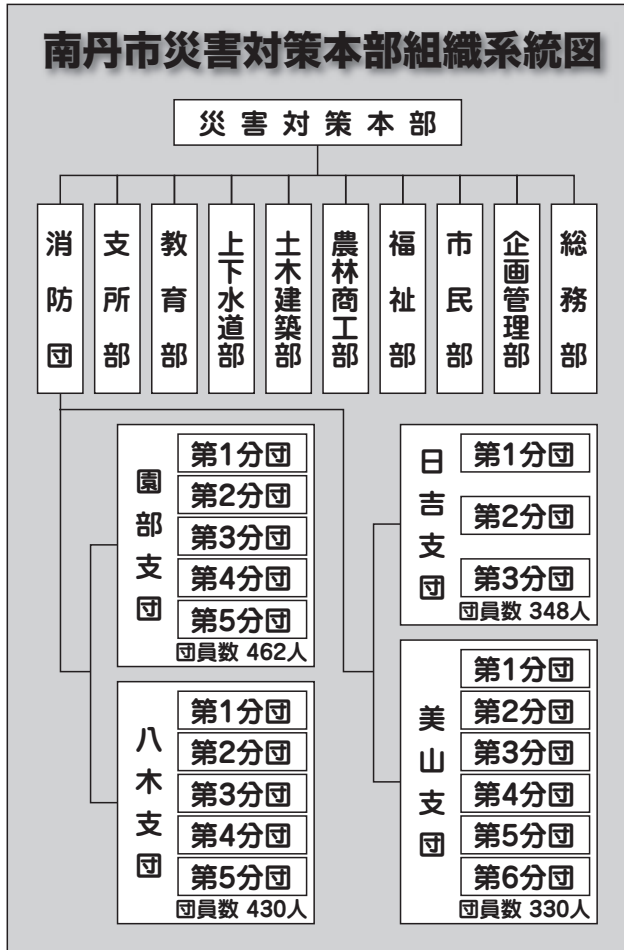 南丹市災害対策本部組織系統図
災害対策本部
消防団
支所部
教育部
上下水道部
土木建築部
農林商工部
福祉部
市民部
企画管理部
総務部
園部支団
第1分団
第2分団
第3分団
第4分団
第5分団
団員数 462人
八木支団
第1分団
第2分団
第3分団
第4分団
第5分団
団員数 430人
日吉支団
第1分団
第2分団
第3分団
団員数 348人
美山支団
第1分団
第2分団
第3分団
第4分団
第5分団
第6分団
団員数 330人